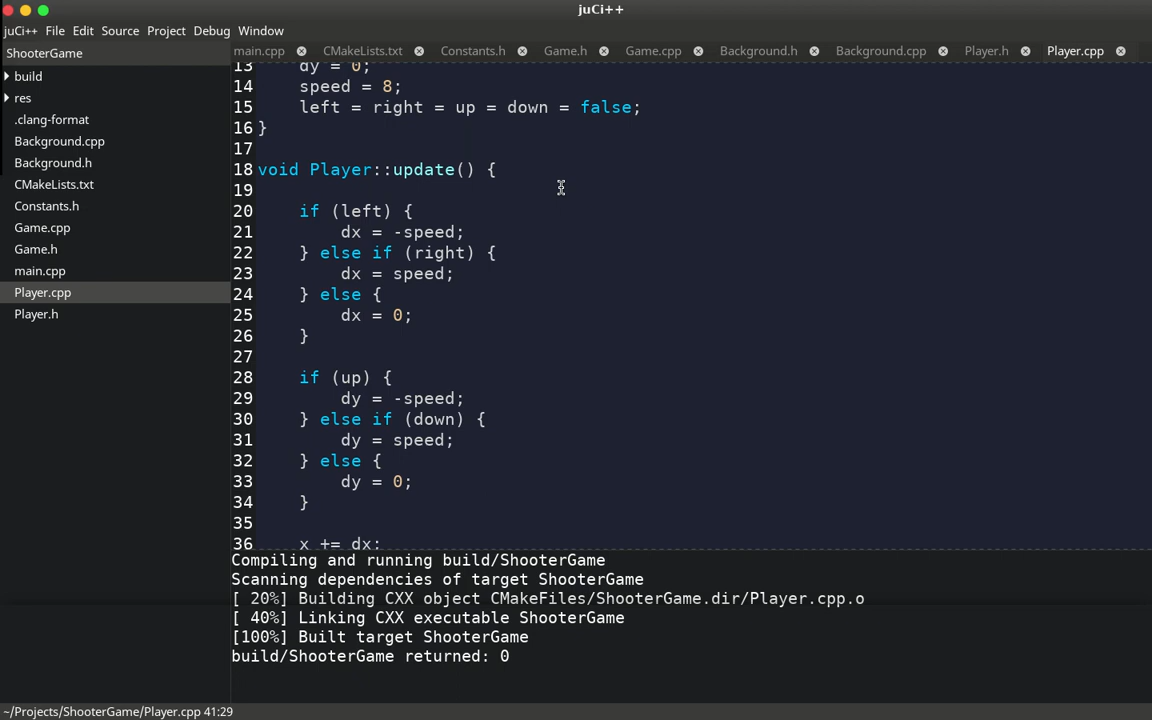 juCi++
juCi++ File Edit Source Project Debug Window
ShooterGame
main.cpp CMakeLists.txt Constants.h Game.h Game.cpp Background.h Background.cpp Player.h Player.cpp
build
res
.clang-format
Background.cpp
Background.h
CMakeLists.txt
Constants.h
Game.cpp
Game.h
main.cpp
Player.cpp
Player.h
13     dy = 0;
14     speed = 8;
15     left = right = up = down = false;
16 }
17
18 void Player::update() {
19
20     if (left) {
21         dx = -speed;
22     } else if (right) {
23         dx = speed;
24     } else {
25         dx = 0;
26     }
27
28     if (up) {
29         dy = -speed;
30     } else if (down) {
31         dy = speed;
32     } else {
33         dy = 0;
34     }
35
36     x += dx;
Compiling and running build/ShooterGame
Scanning dependencies of target ShooterGame
[ 20%] Building CXX object CMakeFiles/ShooterGame.dir/Player.cpp.o
[ 40%] Linking CXX executable ShooterGame
[100%] Built target ShooterGame
build/ShooterGame returned: 0
~/Projects/ShooterGame/Player.cpp 41:29